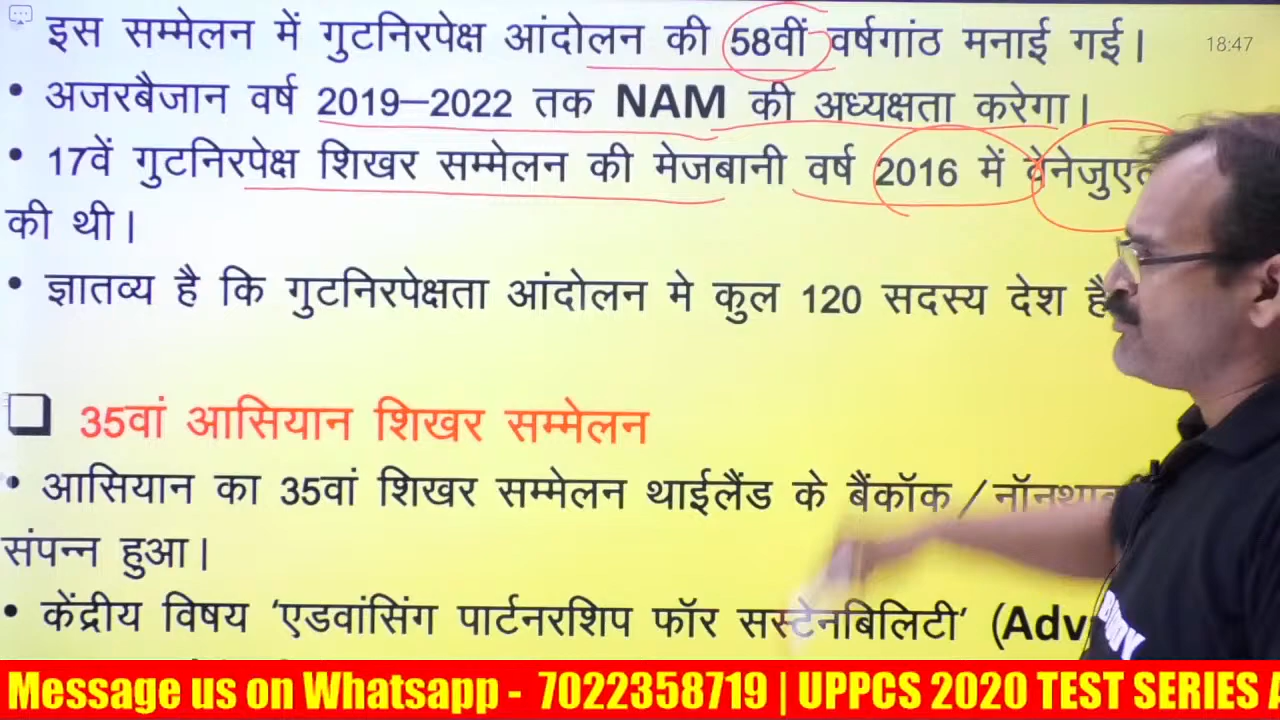 इस सम्मेलन में गुटनिरपेक्ष आंदोलन की 58वीं वर्षगांठ मनाई गई।
18:47
• अजरबैजान वर्ष 2019–2022 तक NAM की अध्यक्षता करेगा।
• 17वें गुटनिरपेक्ष शिखर सम्मेलन की मेजबानी वर्ष 2016 में
की थी।
• ज्ञातव्य है कि गुटनिरपेक्षता आंदोलन मे कुल 120 सदस्य देश
❑ 35वां आसियान शिखर सम्मेलन
• आसियान का 35वां शिखर सम्मेलन थाईलैंड के बैंकॉक /
संपन्न हुआ।
• केंद्रीय विषय ‘एडवांसिंग पार्टनरशिप फॉर सस्टेनबिलिटी’ (Adv
Message us on Whatsapp - 7022358719 | UPPCS 2020 TEST SERIES A